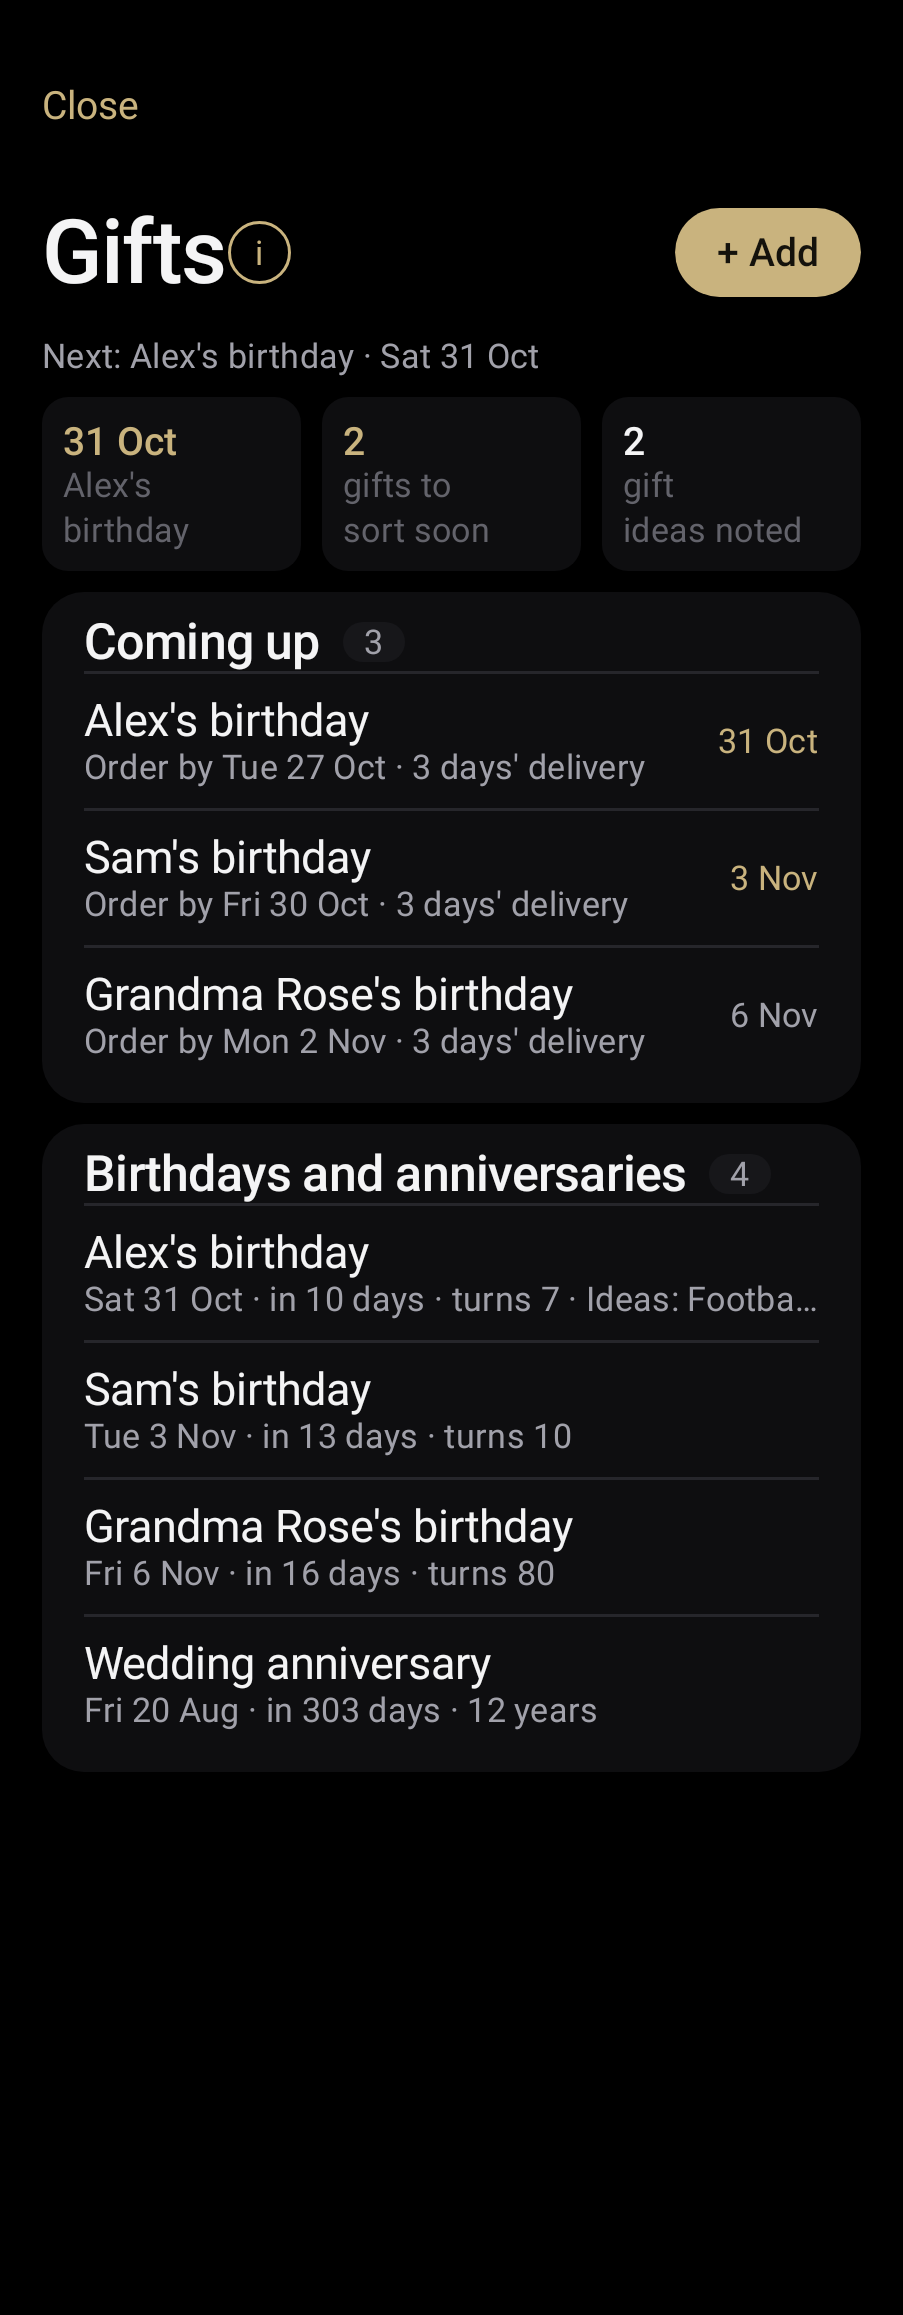 Close
Gifts i
+ Add
Next: Alex's birthday · Sat 31 Oct
31 Oct
Alex's
birthday
2
gifts to
sort soon
2
gift
ideas noted
Coming up 3
Alex's birthday
Order by Tue 27 Oct · 3 days' delivery
31 Oct
Sam's birthday
Order by Fri 30 Oct · 3 days' delivery
3 Nov
Grandma Rose's birthday
Order by Mon 2 Nov · 3 days' delivery
6 Nov
Birthdays and anniversaries 4
Alex's birthday
Sat 31 Oct · in 10 days · turns 7 · Ideas: Footba...
Sam's birthday
Tue 3 Nov · in 13 days · turns 10
Grandma Rose's birthday
Fri 6 Nov · in 16 days · turns 80
Wedding anniversary
Fri 20 Aug · in 303 days · 12 years